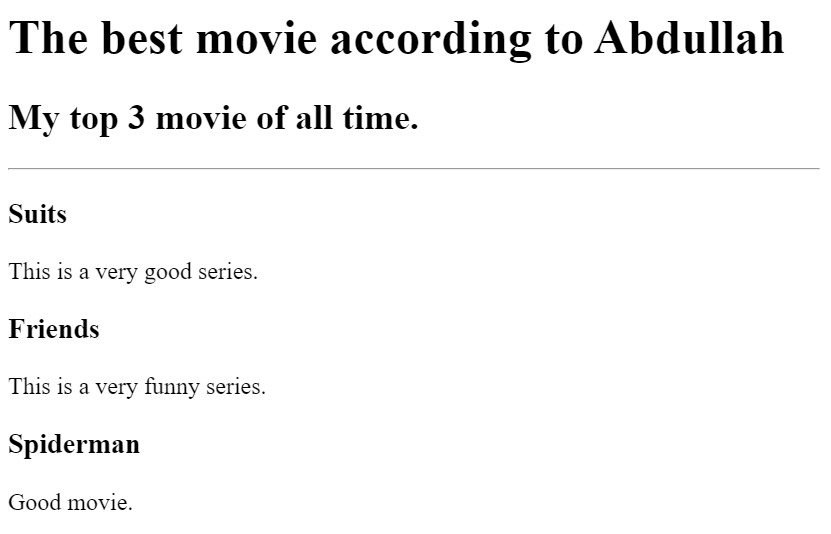 The best movie according to Abdullah
My top 3 movie of all time.
Suits
This is a very good series.
Friends
This is a very funny series.
Spiderman
Good movie.